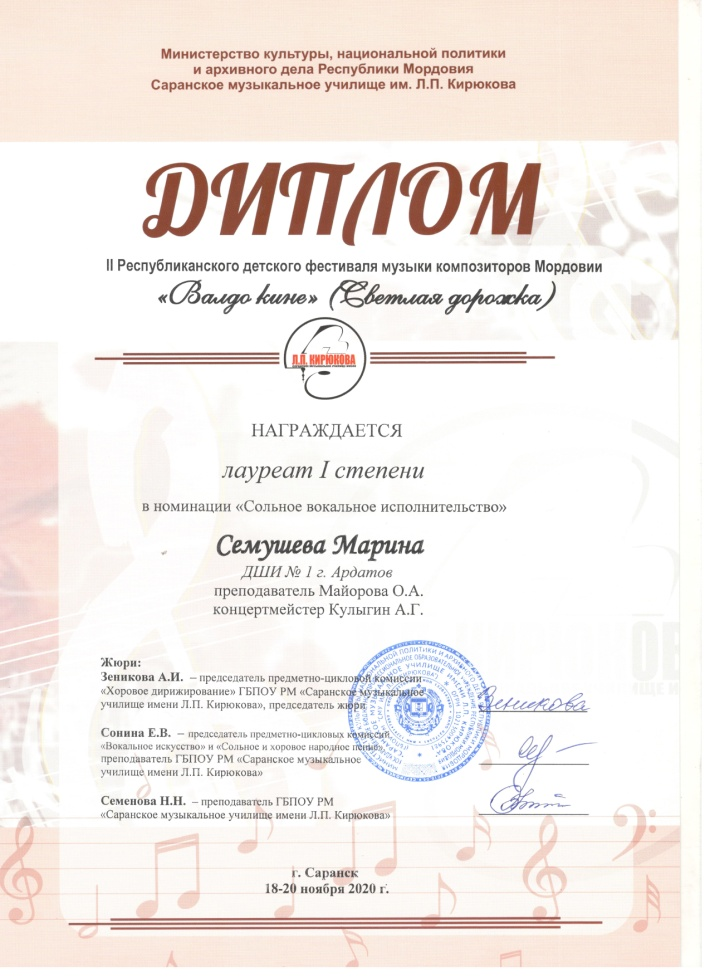 Министерство культуры, национальной политики
и архивного дела Республики Мордовия
Саранское музыкальное училище им. Л.П. Кирюкова
ДИПЛОМ
II Республиканского детского фестиваля музыки композиторов Мордовии
«Валдо кине» (Светлая дорожка)
Л.П. КИРЮКОВА
НАГРАЖДАЕТСЯ
лауреат I степени
в номинации «Сольное вокальное исполнительство»
Семушева Марина
ДШИ № 1 г. Ардатов
преподаватель Майорова О.А.
концертмейстер Кулыгин А.Г.
Жюри:
Зеникова А.И. – председатель предметно-цикловой комиссии
«Хоровое дирижирование» ГБПОУ РМ «Саранское музыкальное
училище имени Л.П. Кирюкова», председатель жюри
Зеникова
Сонина Е.В. – председатель предметно-цикловых комиссий
«Вокальное искусство» и «Сольное и хоровое народное пение»,
преподаватель ГБПОУ РМ «Саранское музыкальное
училище имени Л.П. Кирюкова»
Семенова Н.Н. – преподаватель ГБПОУ РМ
«Саранское музыкальное училище имени Л.П. Кирюкова»
г. Саранск
18-20 ноября 2020 г.